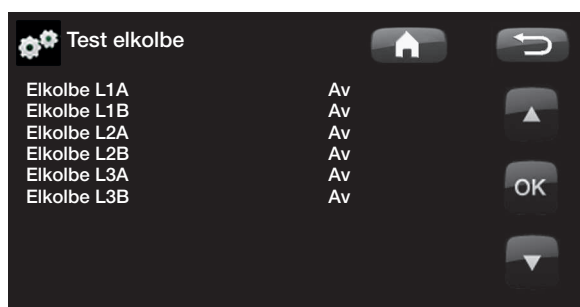 Test elkolbe
Elkolbe L1A Av
Elkolbe L1B Av
Elkolbe L2A Av
Elkolbe L2B Av
Elkolbe L3A Av
Elkolbe L3B Av
OK